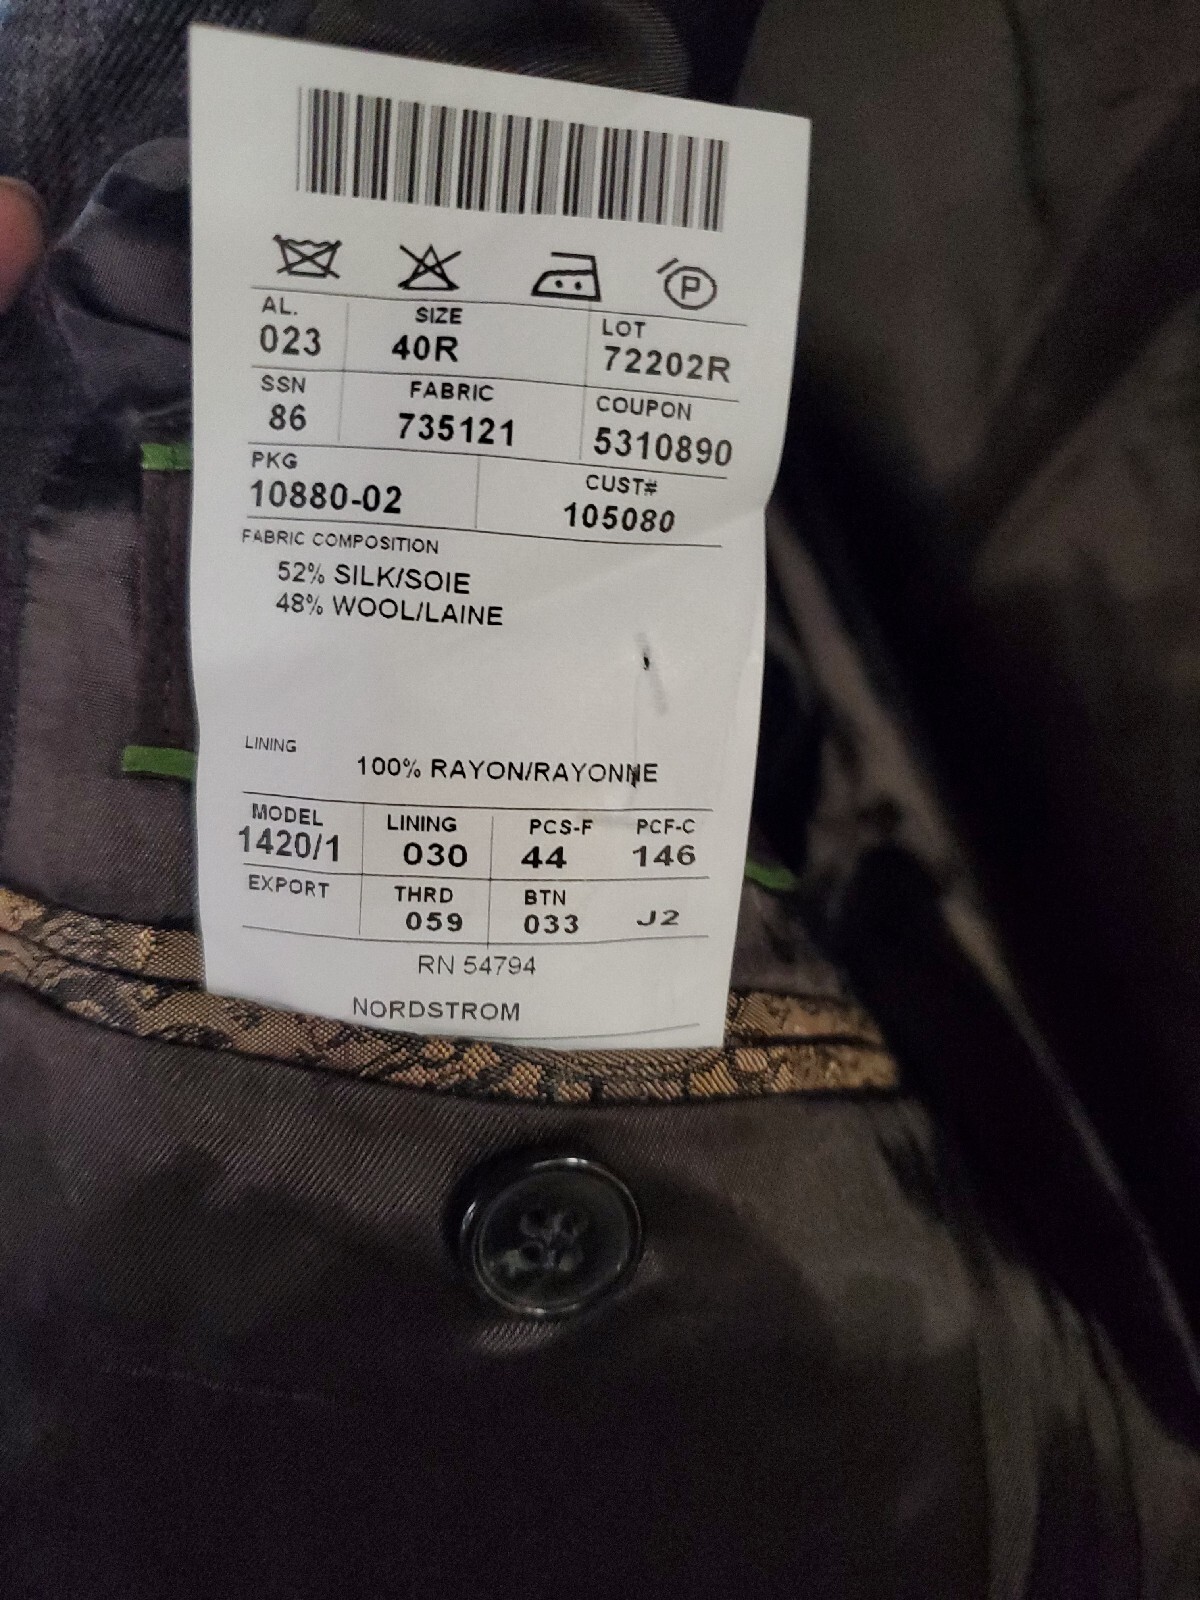 AL. SIZE LOT
023 40R 72202R
SSN FABRIC COUPON
86 735121 5310890
PKG CUST#
10880-02 105080
FABRIC COMPOSITION
52% SILK/SOIE
48% WOOL/LAINE
LINING
100% RAYON/RAYONNE
MODEL LINING PCS-F PCF-C
1420/1 030 44 146
EXPORT THRD BTN
059 033 J2
RN 54794
NORDSTROM
P